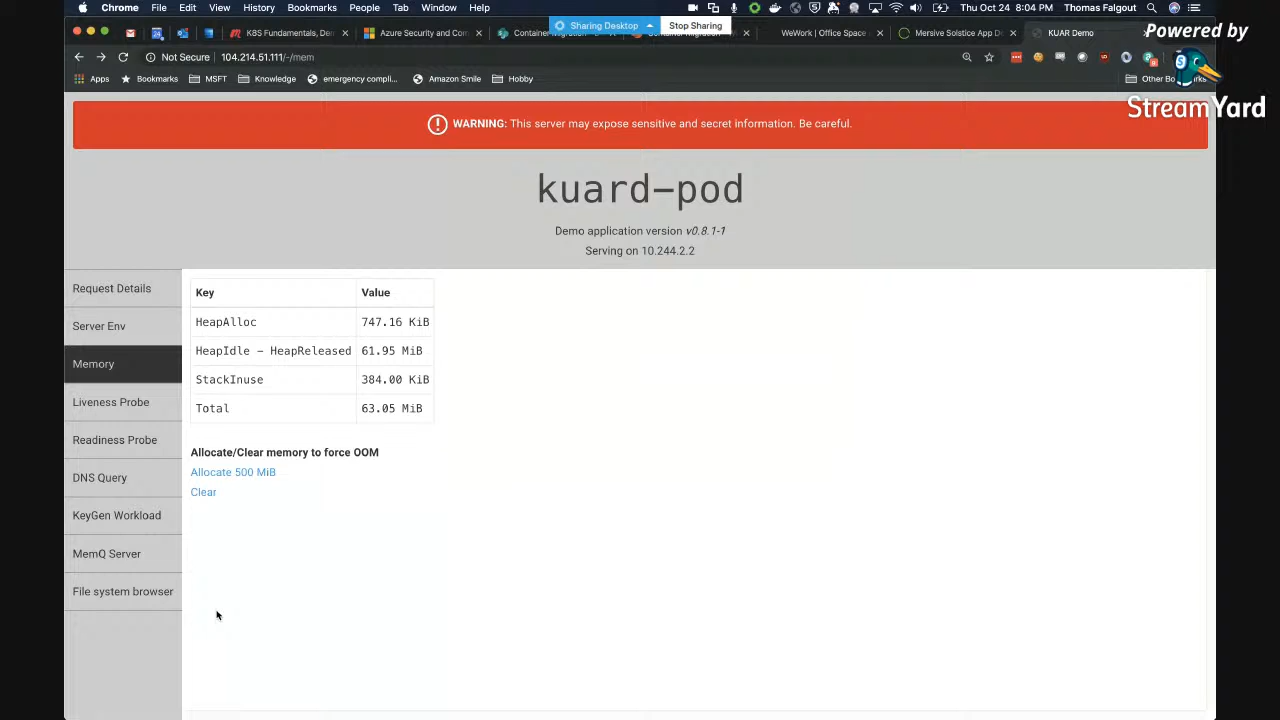 Chrome File Edit View History Bookmarks People Tab Window Help
Thu Oct 24 8:04 PM Thomas Falgout
Sharing Desktop Stop Sharing
K8S Fundamentals, De
Azure Security and Com
Container Migration
WeWork | Office Space
Mersive Solstice App D
KUAR Demo
Powered by
StreamYard
Not Secure | 104.214.51.111/-/mem
Apps Bookmarks MSFT Knowledge emergency compli... Amazon Smile Hobby
WARNING: This server may expose sensitive and secret information. Be careful.
kuard-pod
Demo application version v0.8.1-1
Serving on 10.244.2.2
Request Details
Server Env
Memory
Liveness Probe
Readiness Probe
DNS Query
KeyGen Workload
MemQ Server
File system browser
Key Value
HeapAlloc 747.16 KiB
HeapIdle - HeapReleased 61.95 MiB
StackInuse 384.00 KiB
Total 63.05 MiB
Allocate/Clear memory to force OOM
Allocate 500 MiB
Clear